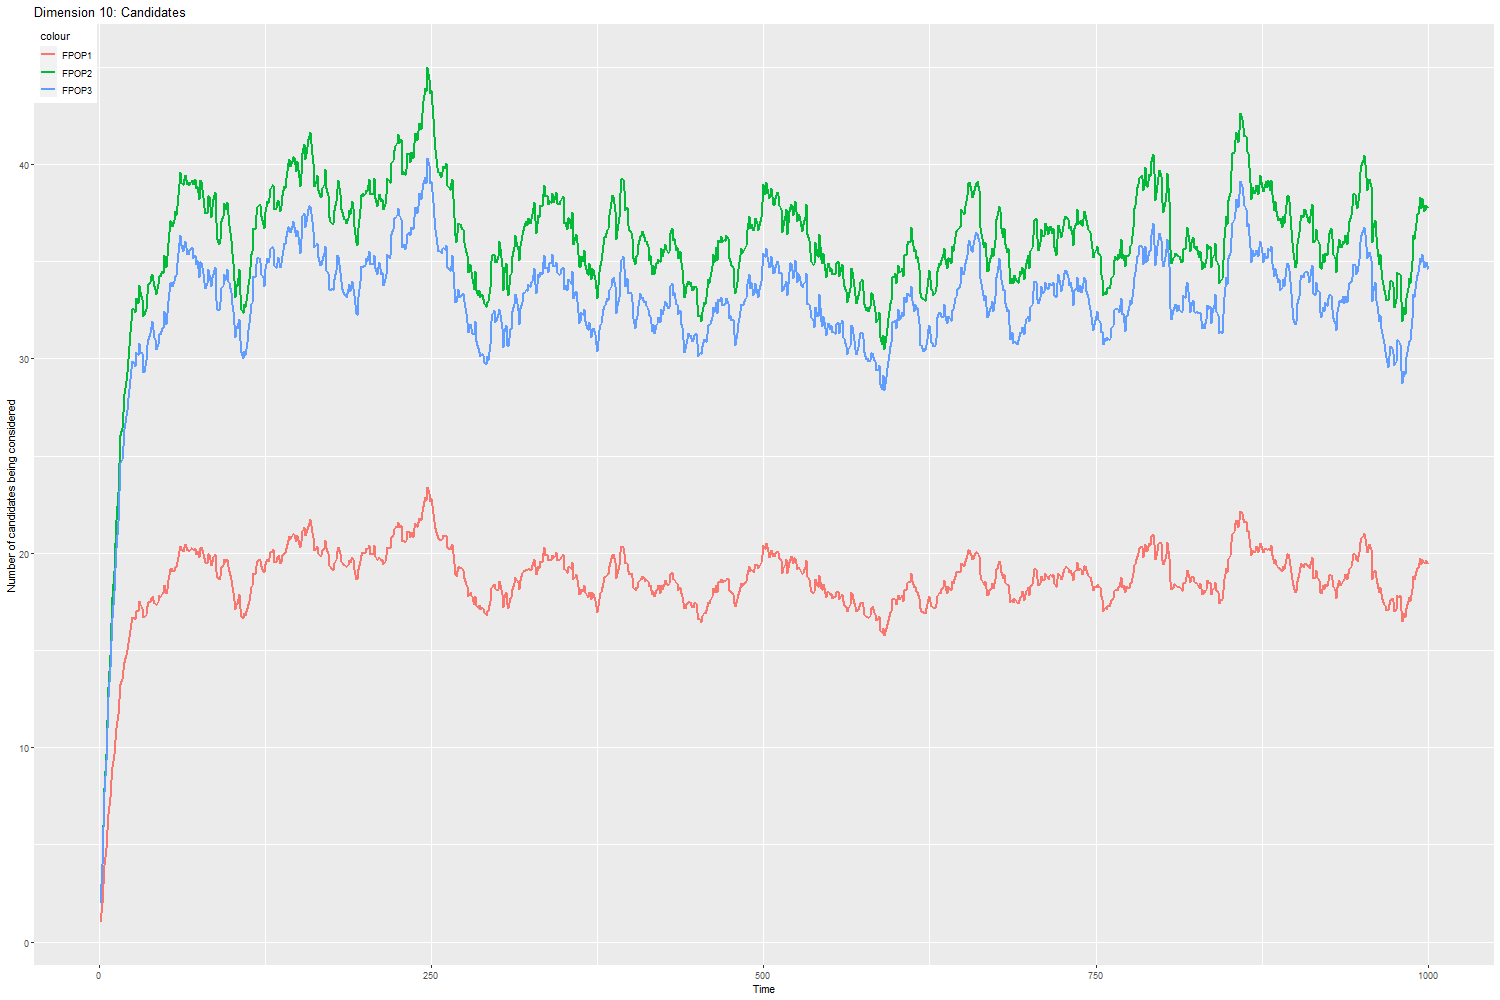 Dimension 10: Candidates
colour
FPOP1
FPOP2
FPOP3
Number of candidates being considered
40
30
20
10
0
0
250
500
750
1000
Time